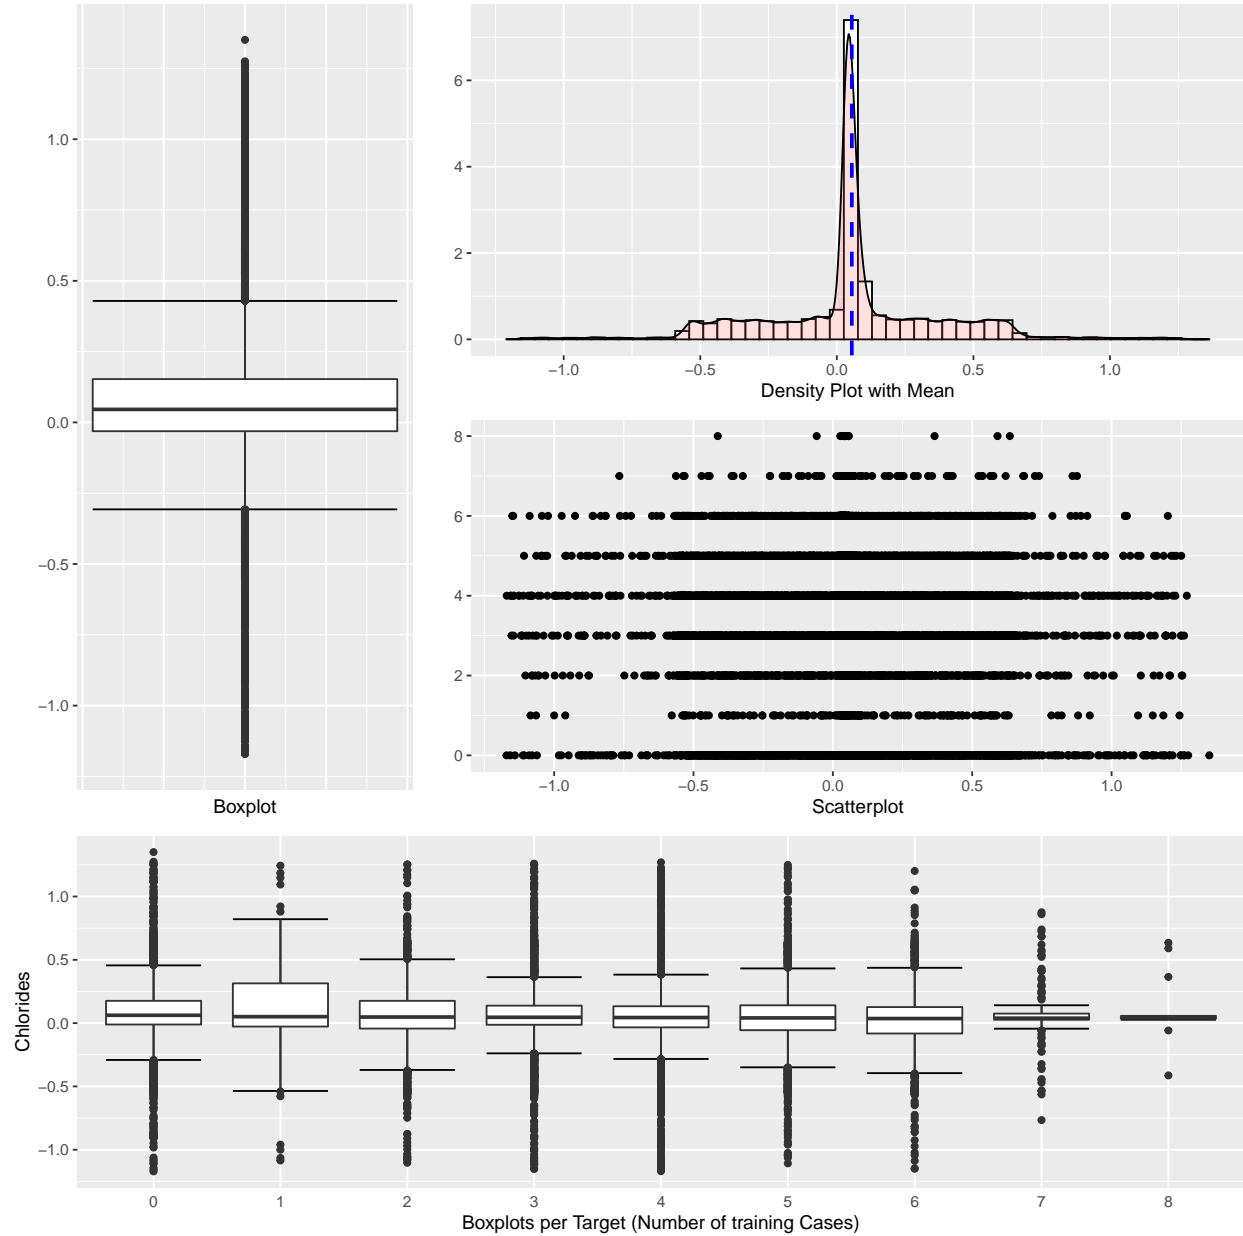 1.0
0.5
0.0
−0.5
−1.0
Boxplot
6
4
2
0
−1.0 −0.5 0.0 0.5 1.0
Density Plot with Mean
8
6
4
2
0
−1.0 −0.5 0.0 0.5 1.0
Scatterplot
Chlorides
1.0
0.5
0.0
−0.5
−1.0
0 1 2 3 4 5 6 7 8
Boxplots per Target (Number of training Cases)